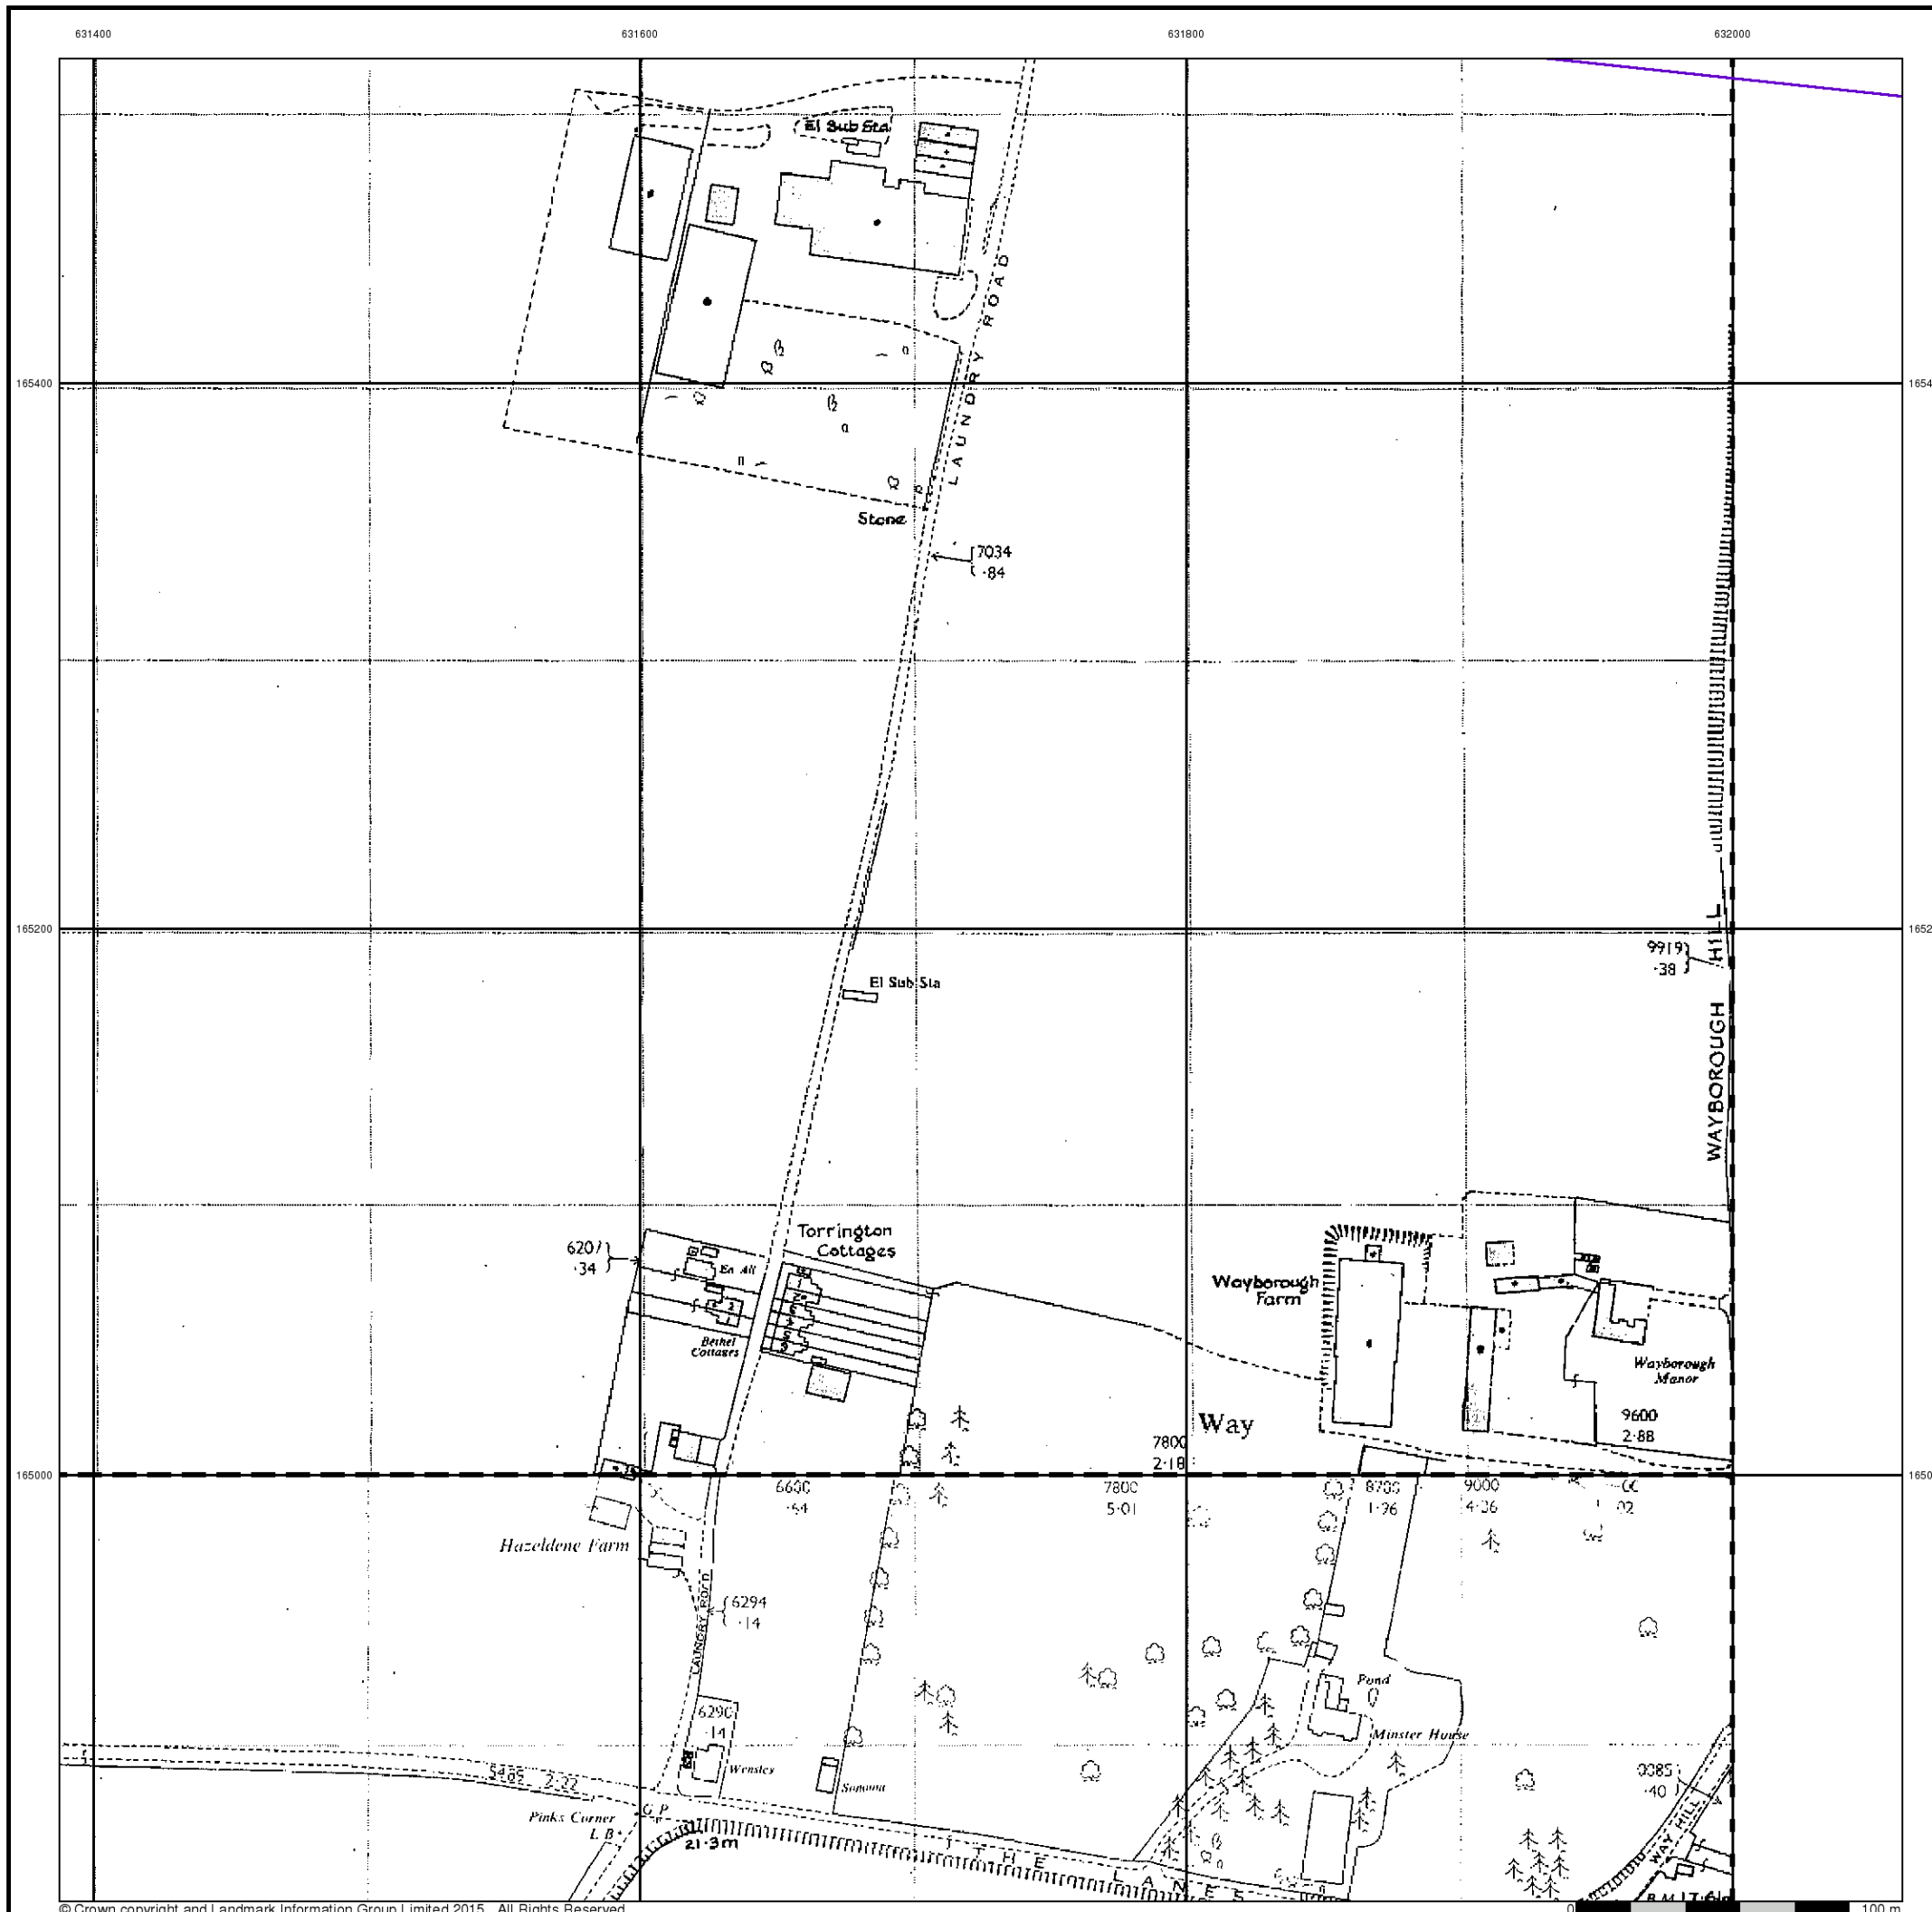 631400
631600
631800
632000
El Sub Sta
LAUNDRY ROAD
165400
1654
Stone
7034
·84
165200
1652
WAYBOROUGH HILL
9919
·38
El Sub Sta
Torrington
Cottages
6207
·34
Bethel
Cottages
Wayborough
Farm
Wayborough
Manor
9600
2·88
Way
7800
2·18
165000
1650
6600
·64
7800
5·01
8700
1·96
9000
4·36
Hazeldene Farm
6294
·14
6290
·14
Pond
Minster House
Sonoma
2·22
Pinks Corner
G P
L B
21·3m
THE LANES
0085
·40
WAY HILL
© Crown copyright and Landmark Information Group Limited 2015. All Rights Reserved.
0
100 m